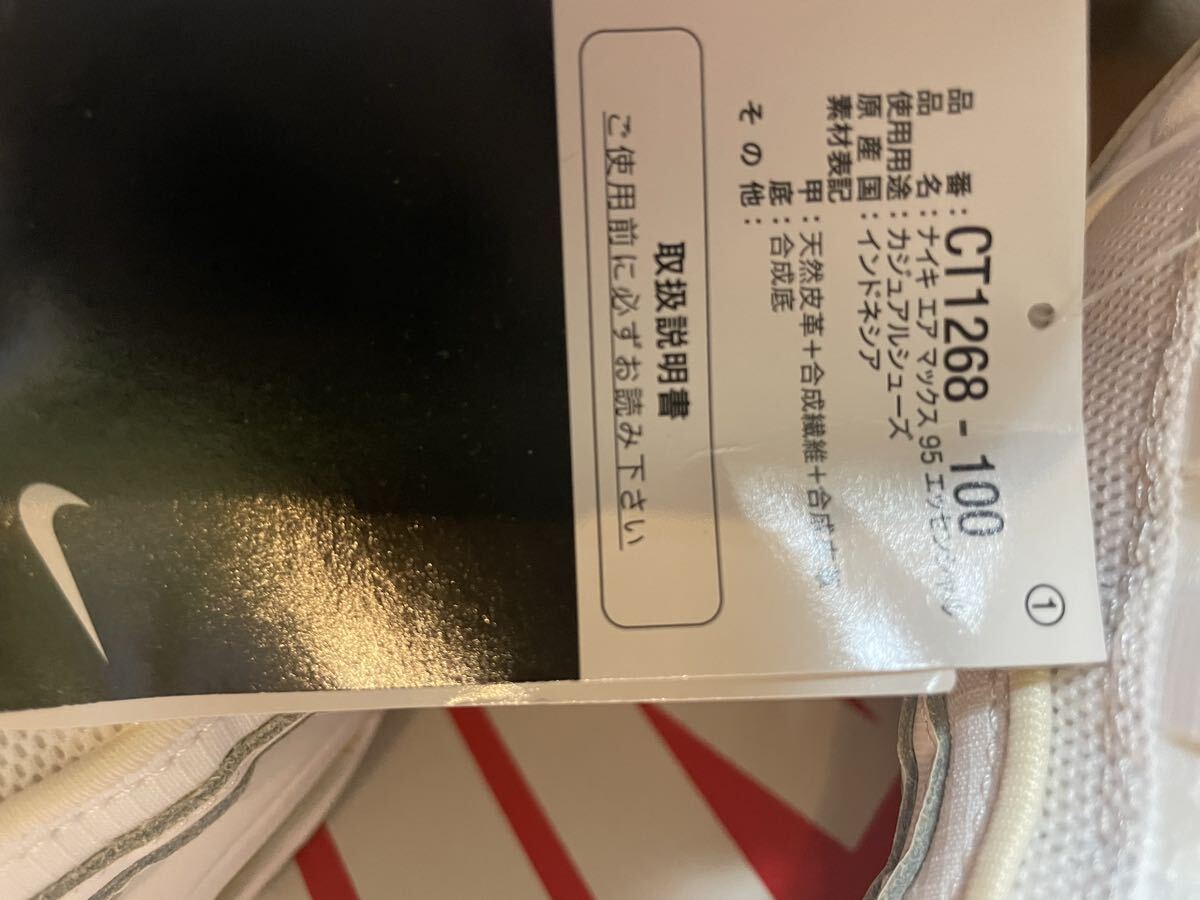 ①
品番:CT1268-100
品名:ナイキ エア マックス 95 エッセンシャル
使用用途:カジュアルシューズ
原産国:インドネシア
素材表記
甲:天然皮革+合成繊維+合成
底:合成底
その他:
取扱説明書
ご使用前に必ずお読み下さい